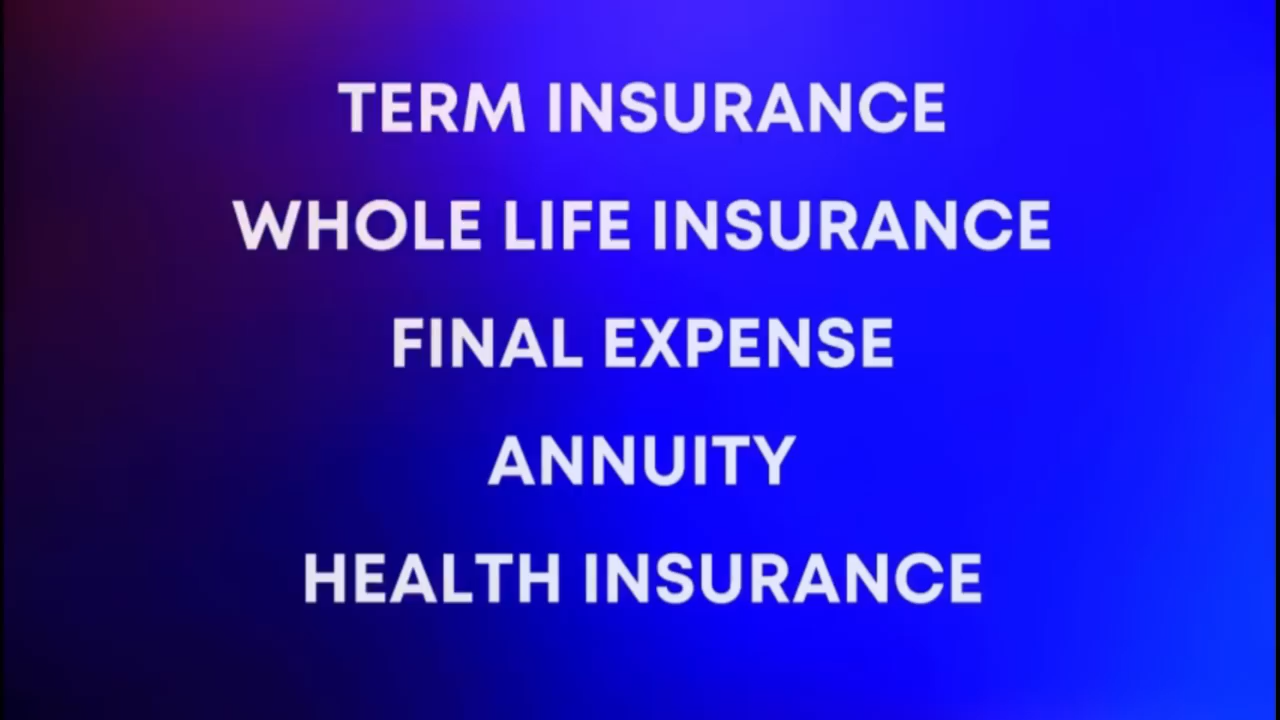 TERM INSURANCE
WHOLE LIFE INSURANCE
FINAL EXPENSE
ANNUITY
HEALTH INSURANCE